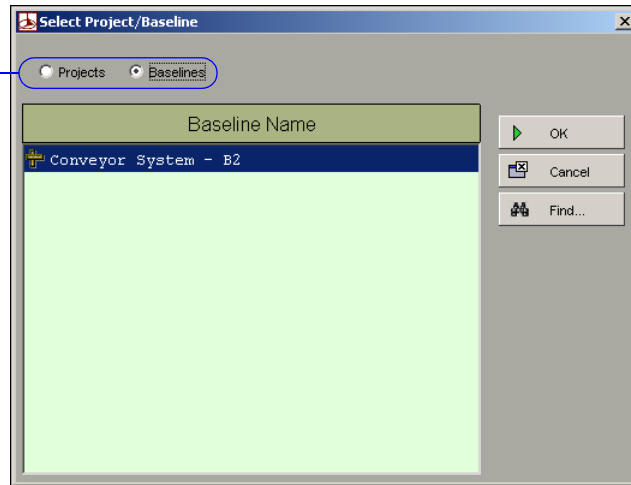 Select Project/Baseline
Projects Baselines
Baseline Name
Conveyor System - B2
OK
Cancel
Find...